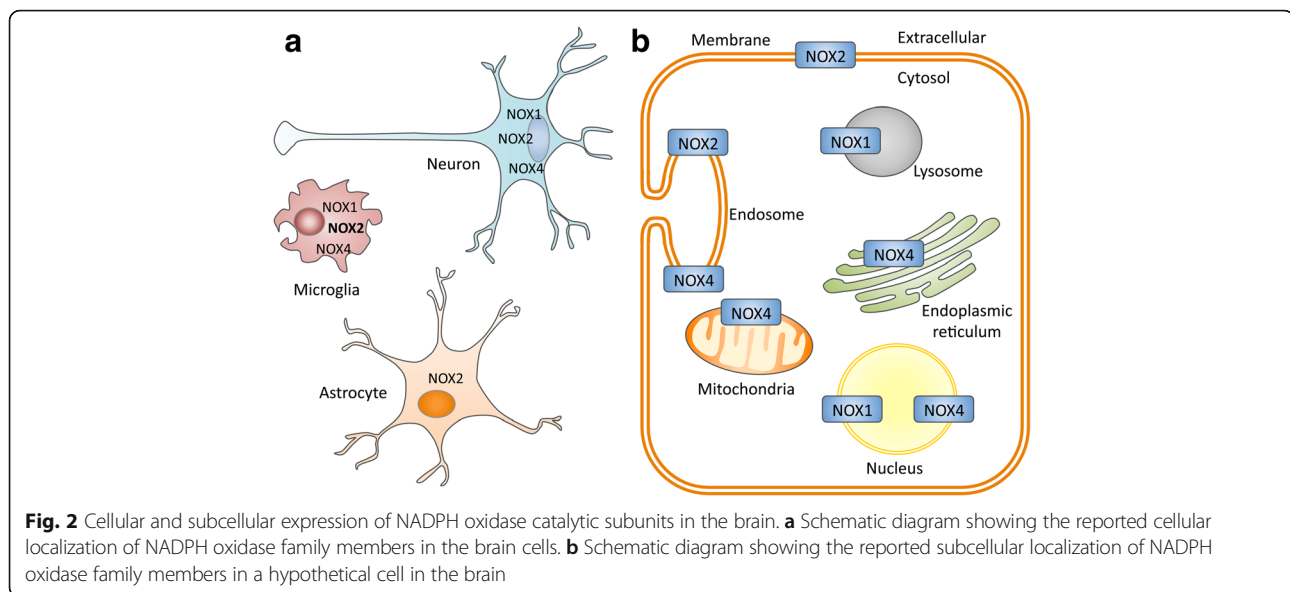 a
NOX1
NOX2
NOX4
Neuron
NOX1
NOX2
NOX4
Microglia
NOX2
Astrocyte
b
Membrane
NOX2
Extracellular
Cytosol
NOX2
NOX1
Lysosome
Endosome
NOX4
NOX4
Endoplasmic
reticulum
NOX4
Mitochondria
NOX1
NOX4
Nucleus
Fig. 2 Cellular and subcellular expression of NADPH oxidase catalytic subunits in the brain. a Schematic diagram showing the reported cellular
localization of NADPH oxidase family members in the brain cells. b Schematic diagram showing the reported subcellular localization of NADPH
oxidase family members in a hypothetical cell in the brain